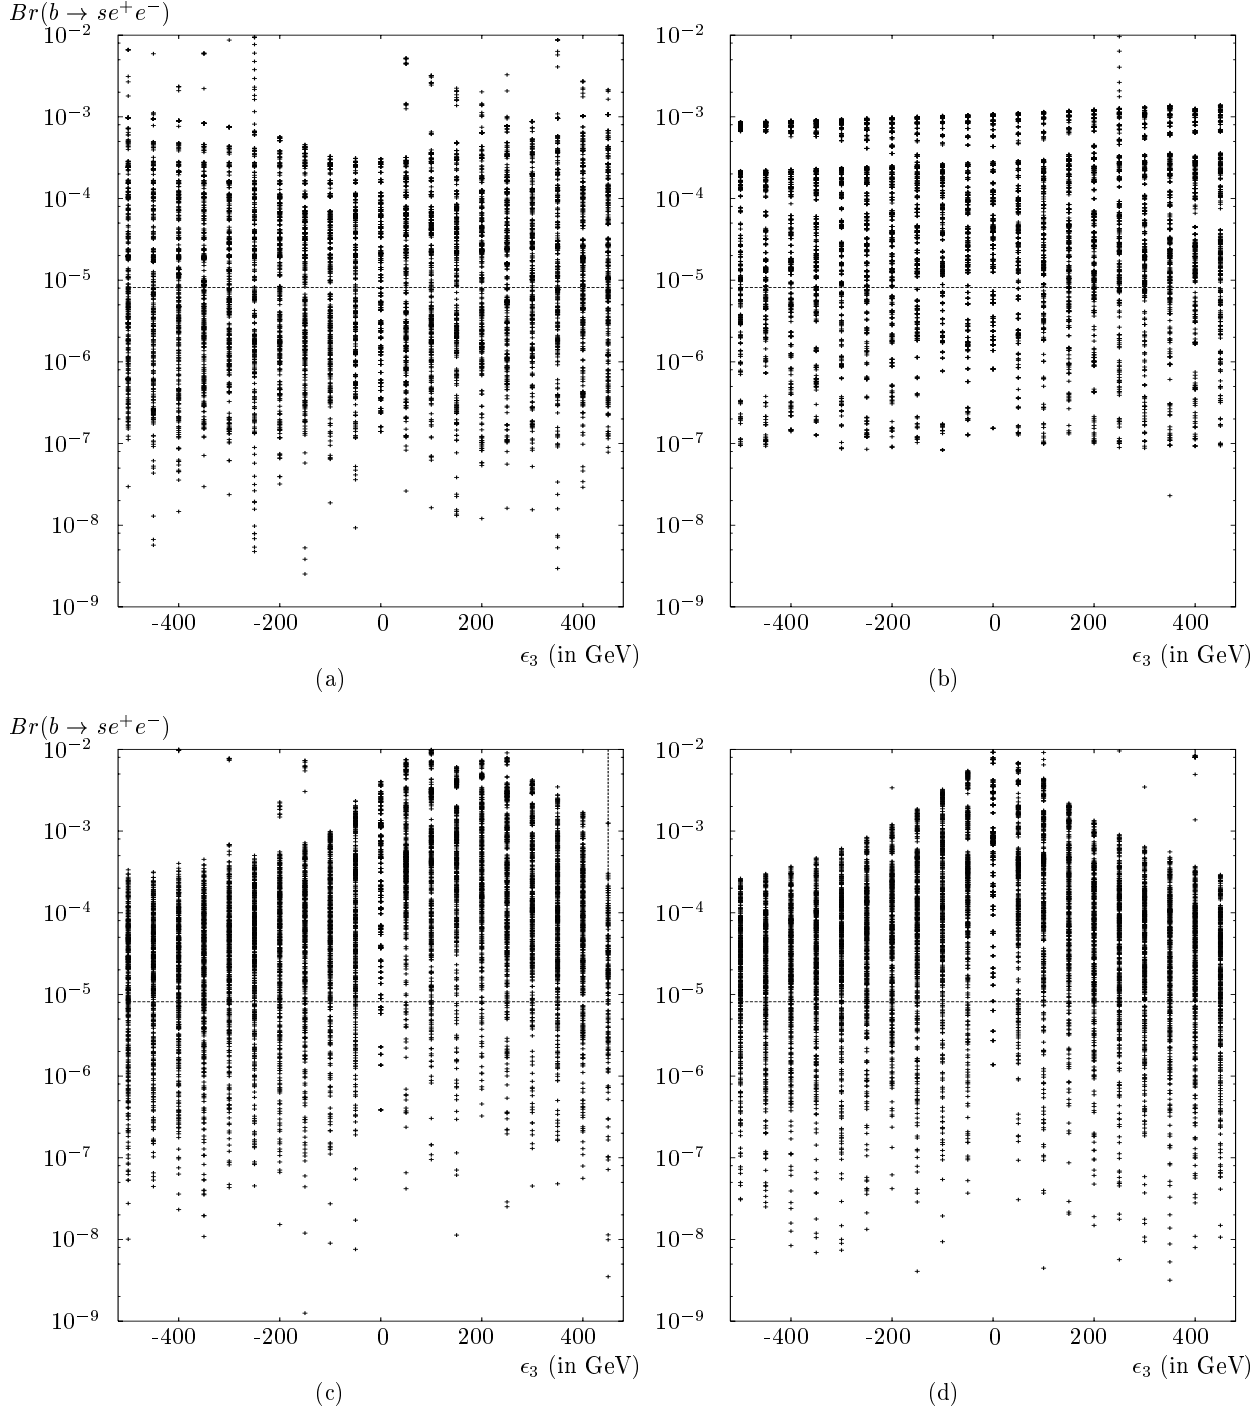 Br(b → se⁺e⁻)
10⁻² 10⁻²
10⁻³ 10⁻³
10⁻⁴ 10⁻⁴
10⁻⁵ 10⁻⁵
10⁻⁶ 10⁻⁶
10⁻⁷ 10⁻⁷
10⁻⁸ 10⁻⁸
10⁻⁹ 10⁻⁹
-400 -200 0 200 400 -400 -200 0 200 400
ϵ₃ (in GeV) ϵ₃ (in GeV)
(a) (b)
Br(b → se⁺e⁻)
10⁻² 10⁻²
10⁻³ 10⁻³
10⁻⁴ 10⁻⁴
10⁻⁵ 10⁻⁵
10⁻⁶ 10⁻⁶
10⁻⁷ 10⁻⁷
10⁻⁸ 10⁻⁸
10⁻⁹ 10⁻⁹
-400 -200 0 200 400 -400 -200 0 200 400
ϵ₃ (in GeV) ϵ₃ (in GeV)
(c) (d)